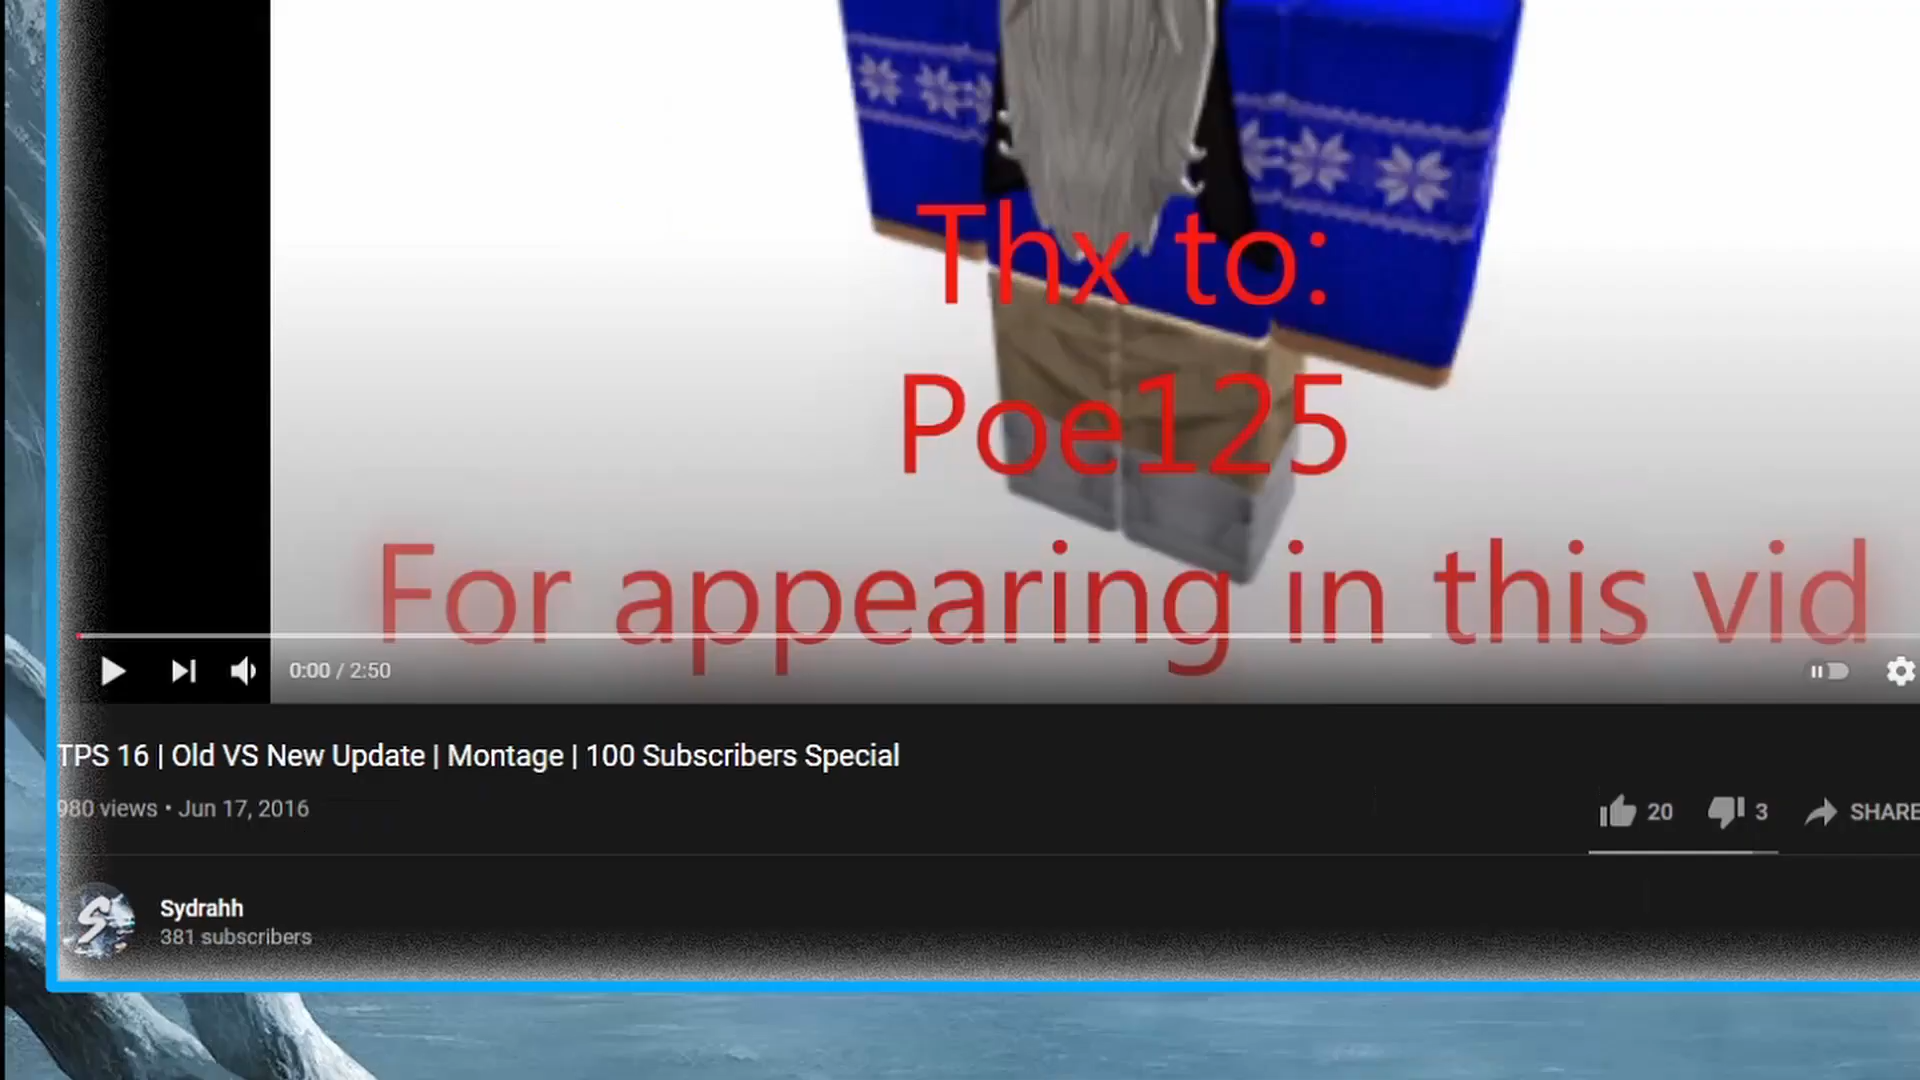 Thx to:
Poe125
For appearing in this vid
0:00 / 2:50
TPS 16 | Old VS New Update | Montage | 100 Subscribers Special
980 views • Jun 17, 2016
20
3
SHARE
Sydrahh
381 subscribers